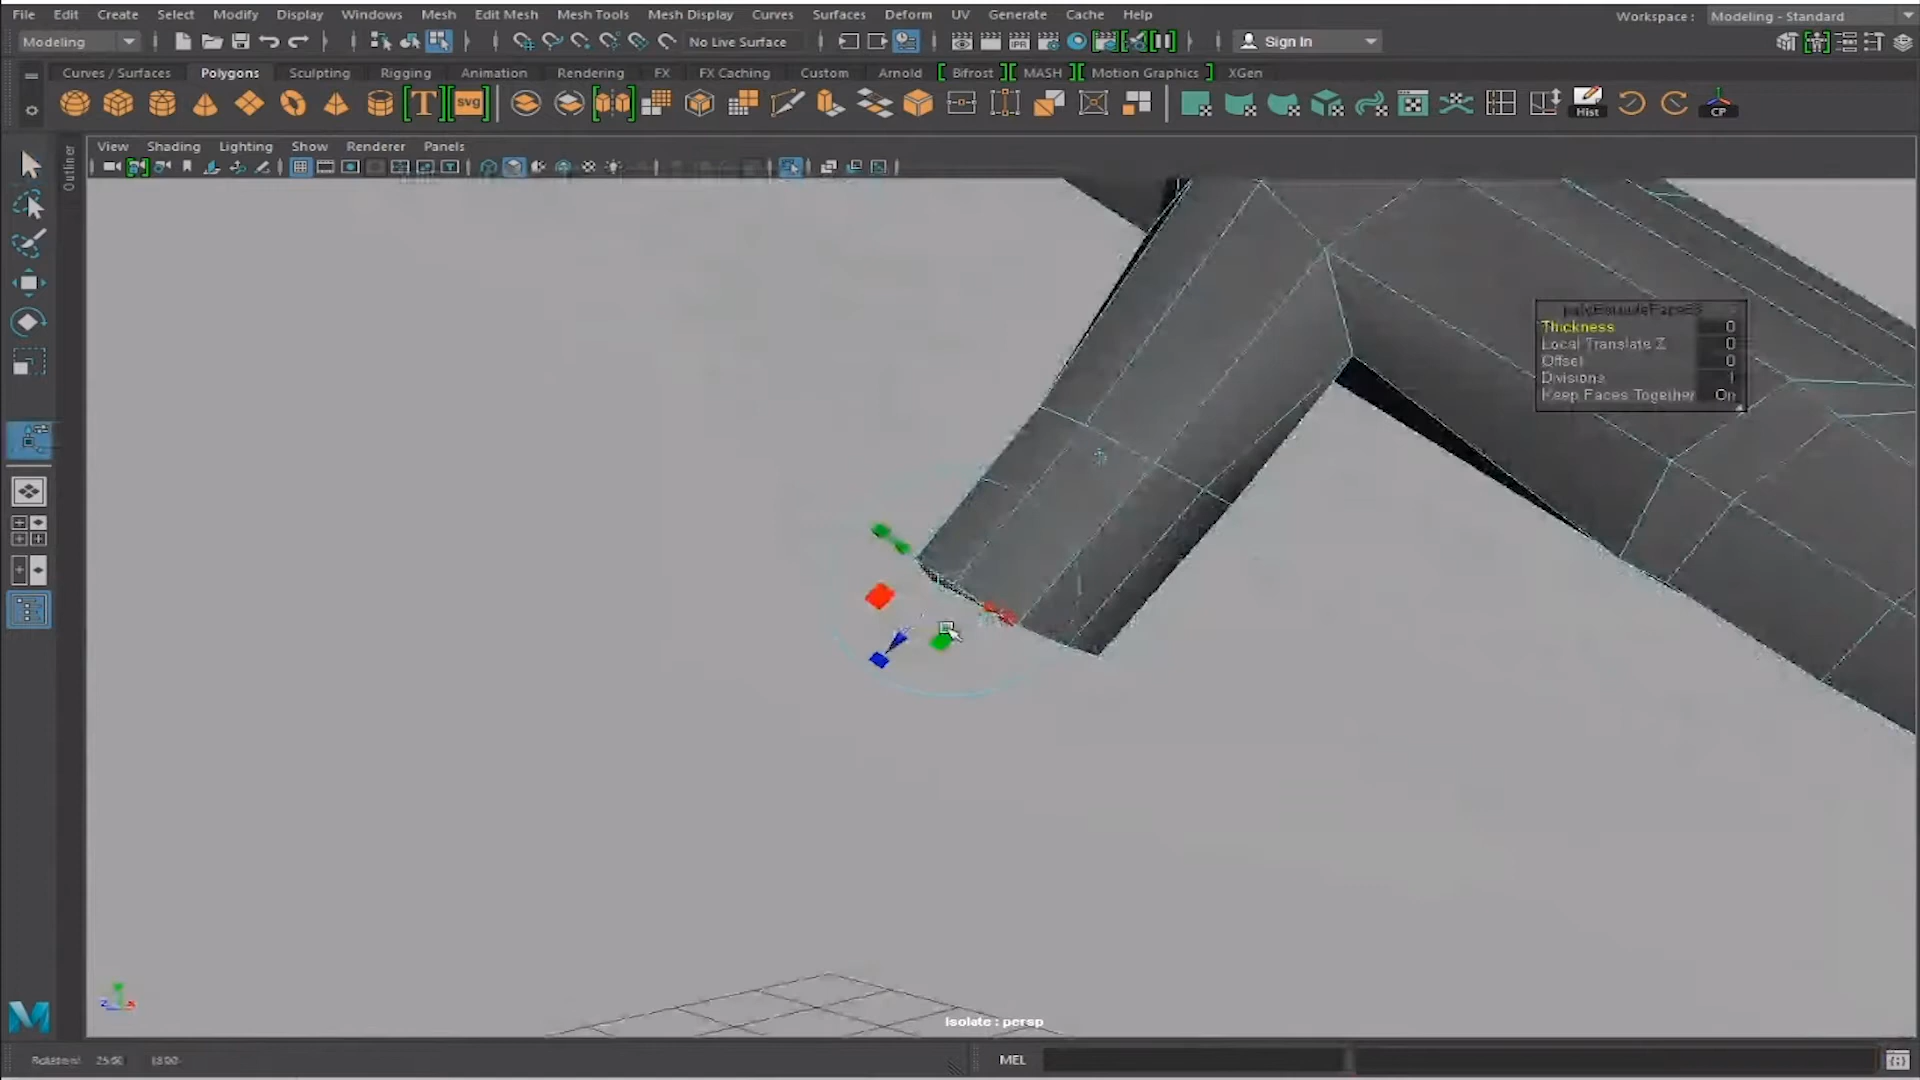 File Edit Create Select Modify Display Windows Mesh Edit Mesh Mesh Tools Mesh Display Curves Surfaces Deform UV Generate Cache Help Workspace : Modeling - Standard
Modeling No Live Surface Sign In
Curves / Surfaces Polygons Sculpting Rigging Animation Rendering FX FX Caching Custom Arnold Bifrost MASH Motion Graphics XGen
T svg Hist CP
View Shading Lighting Show Renderer Panels
Outliner
Thickness 0
Local Translate Z 0
Offset 0
Divisions 1
Keep Faces Together On
Isolate : persp
MEL